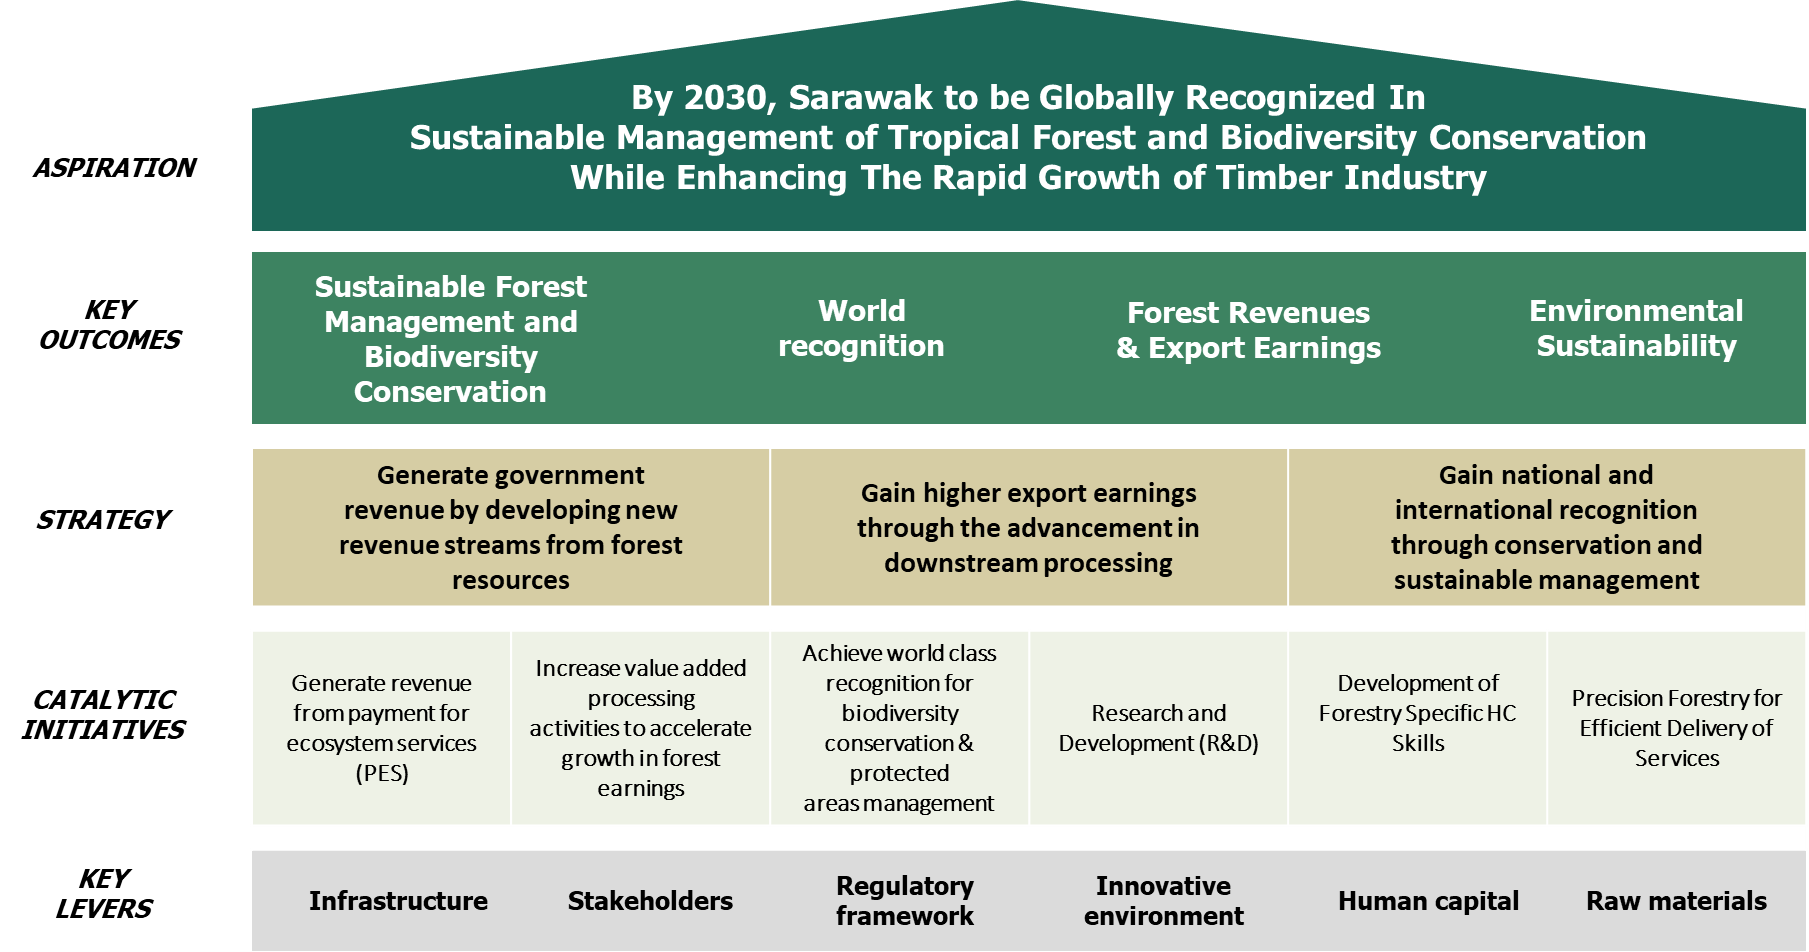 By 2030, Sarawak to be Globally Recognized In
Sustainable Management of Tropical Forest and Biodiversity Conservation
While Enhancing The Rapid Growth of Timber Industry
ASPIRATION
KEY
OUTCOMES
Sustainable Forest
Management and
Biodiversity
Conservation
World
recognition
Forest Revenues
& Export Earnings
Environmental
Sustainability
STRATEGY
Generate government
revenue by developing new
revenue streams from forest
resources
Gain higher export earnings
through the advancement in
downstream processing
Gain national and
international recognition
through conservation and
sustainable management
CATALYTIC
INITIATIVES
Generate revenue
from payment for
ecosystem services
(PES)
Increase value added
processing
activities to accelerate
growth in forest
earnings
Achieve world class
recognition for
biodiversity
conservation &
protected
areas management
Research and
Development (R&D)
Development of
Forestry Specific HC
Skills
Precision Forestry for
Efficient Delivery of
Services
KEY
LEVERS
Infrastructure
Stakeholders
Regulatory
framework
Innovative
environment
Human capital
Raw materials